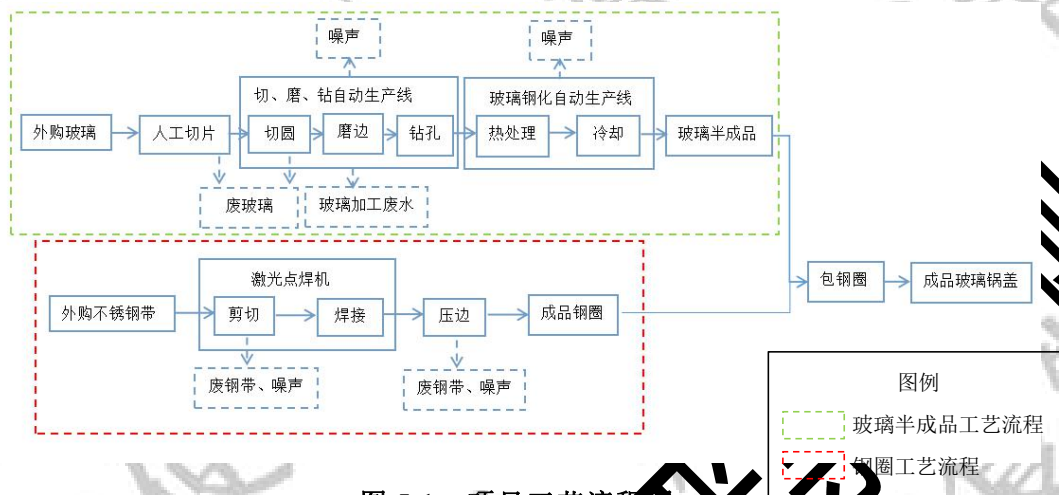 噪声
噪声
切、磨、钻自动生产线
玻璃钢化自动生产线
外购玻璃
人工切片
切圆
磨边
钻孔
热处理
冷却
玻璃半成品
废玻璃
玻璃加工废水
激光点焊机
外购不锈钢带
剪切
焊接
压边
成品钢圈
包钢圈
成品玻璃锅盖
废钢带、噪声
废钢带、噪声
图例
玻璃半成品工艺流程
钢圈工艺流程